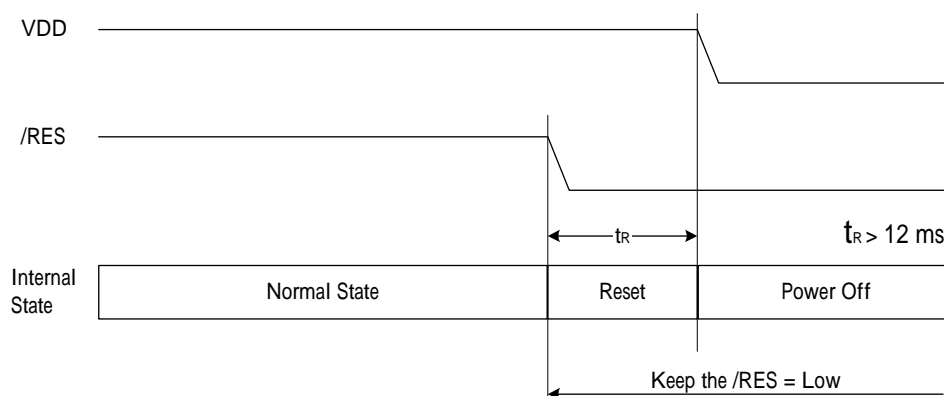 VDD
/RES
tR
tR > 12 ms
Internal
State
Normal State
Reset
Power Off
Keep the /RES = Low